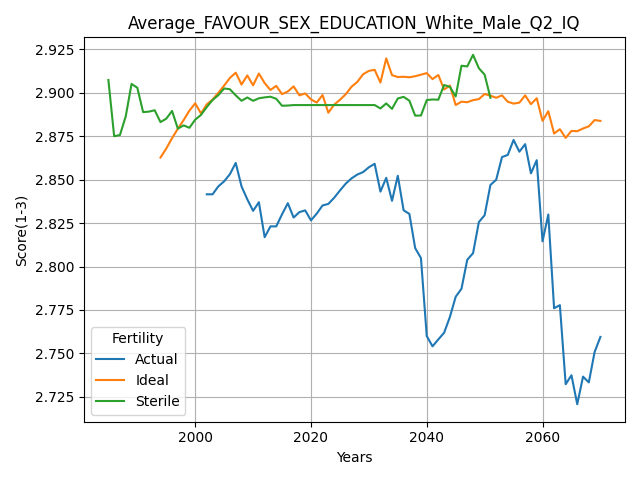 Average_FAVOUR_SEX_EDUCATION_White_Male_Q2_IQ
2.925
2.900
2.875
2.850
2.825
2.800
2.775
2.750
2.725
Score(1-3)
Fertility
Actual
Ideal
Sterile
2000 2020 2040 2060
Years